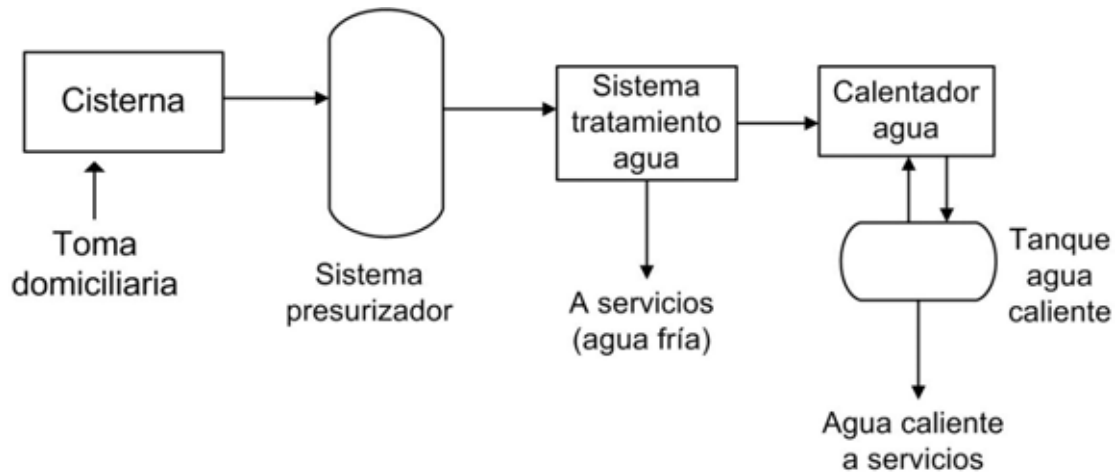 Cisterna
Toma
domiciliaria
Sistema
presurizador
Sistema
tratamiento
agua
A servicios
(agua fría)
Calentador
agua
Tanque
agua
caliente
Agua caliente
a servicios